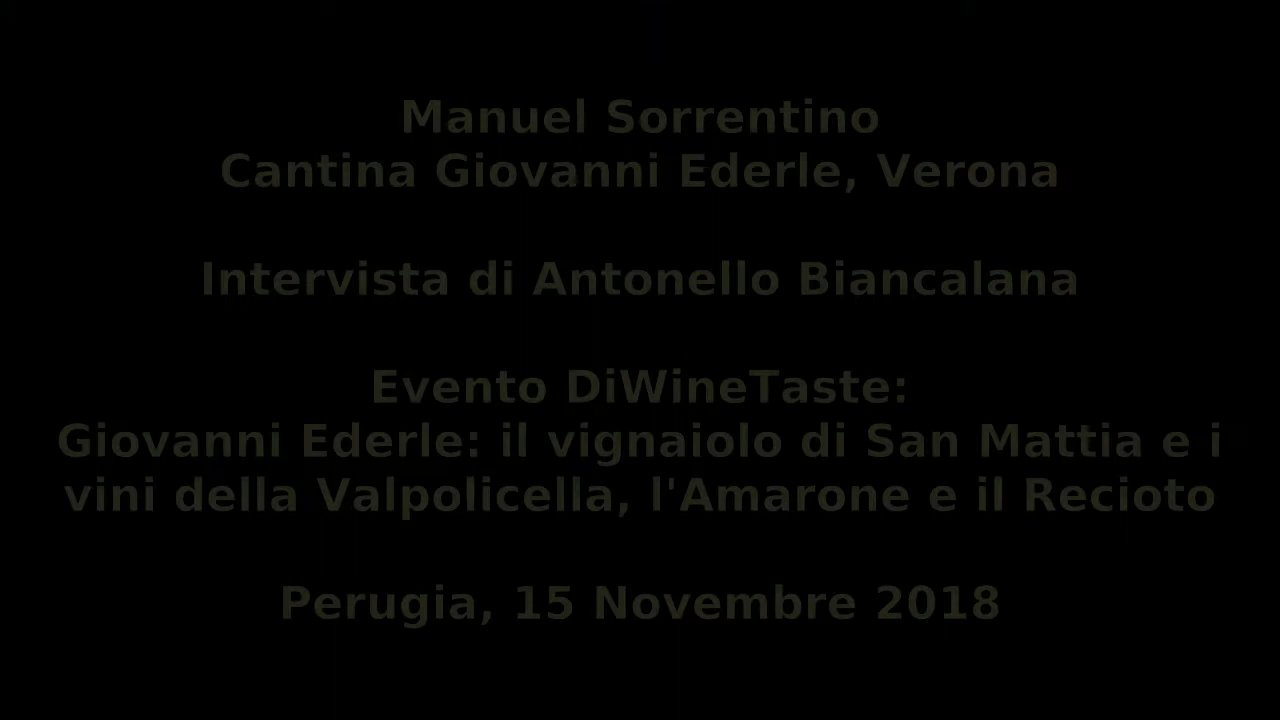 Manuel Sorrentino
Cantina Giovanni Ederle, Verona
Intervista di Antonello Biancalana
Evento DiWineTaste:
Giovanni Ederle: il vignaiolo di San Mattia e i
vini della Valpolicella, l'Amarone e il Recioto
Perugia, 15 Novembre 2018